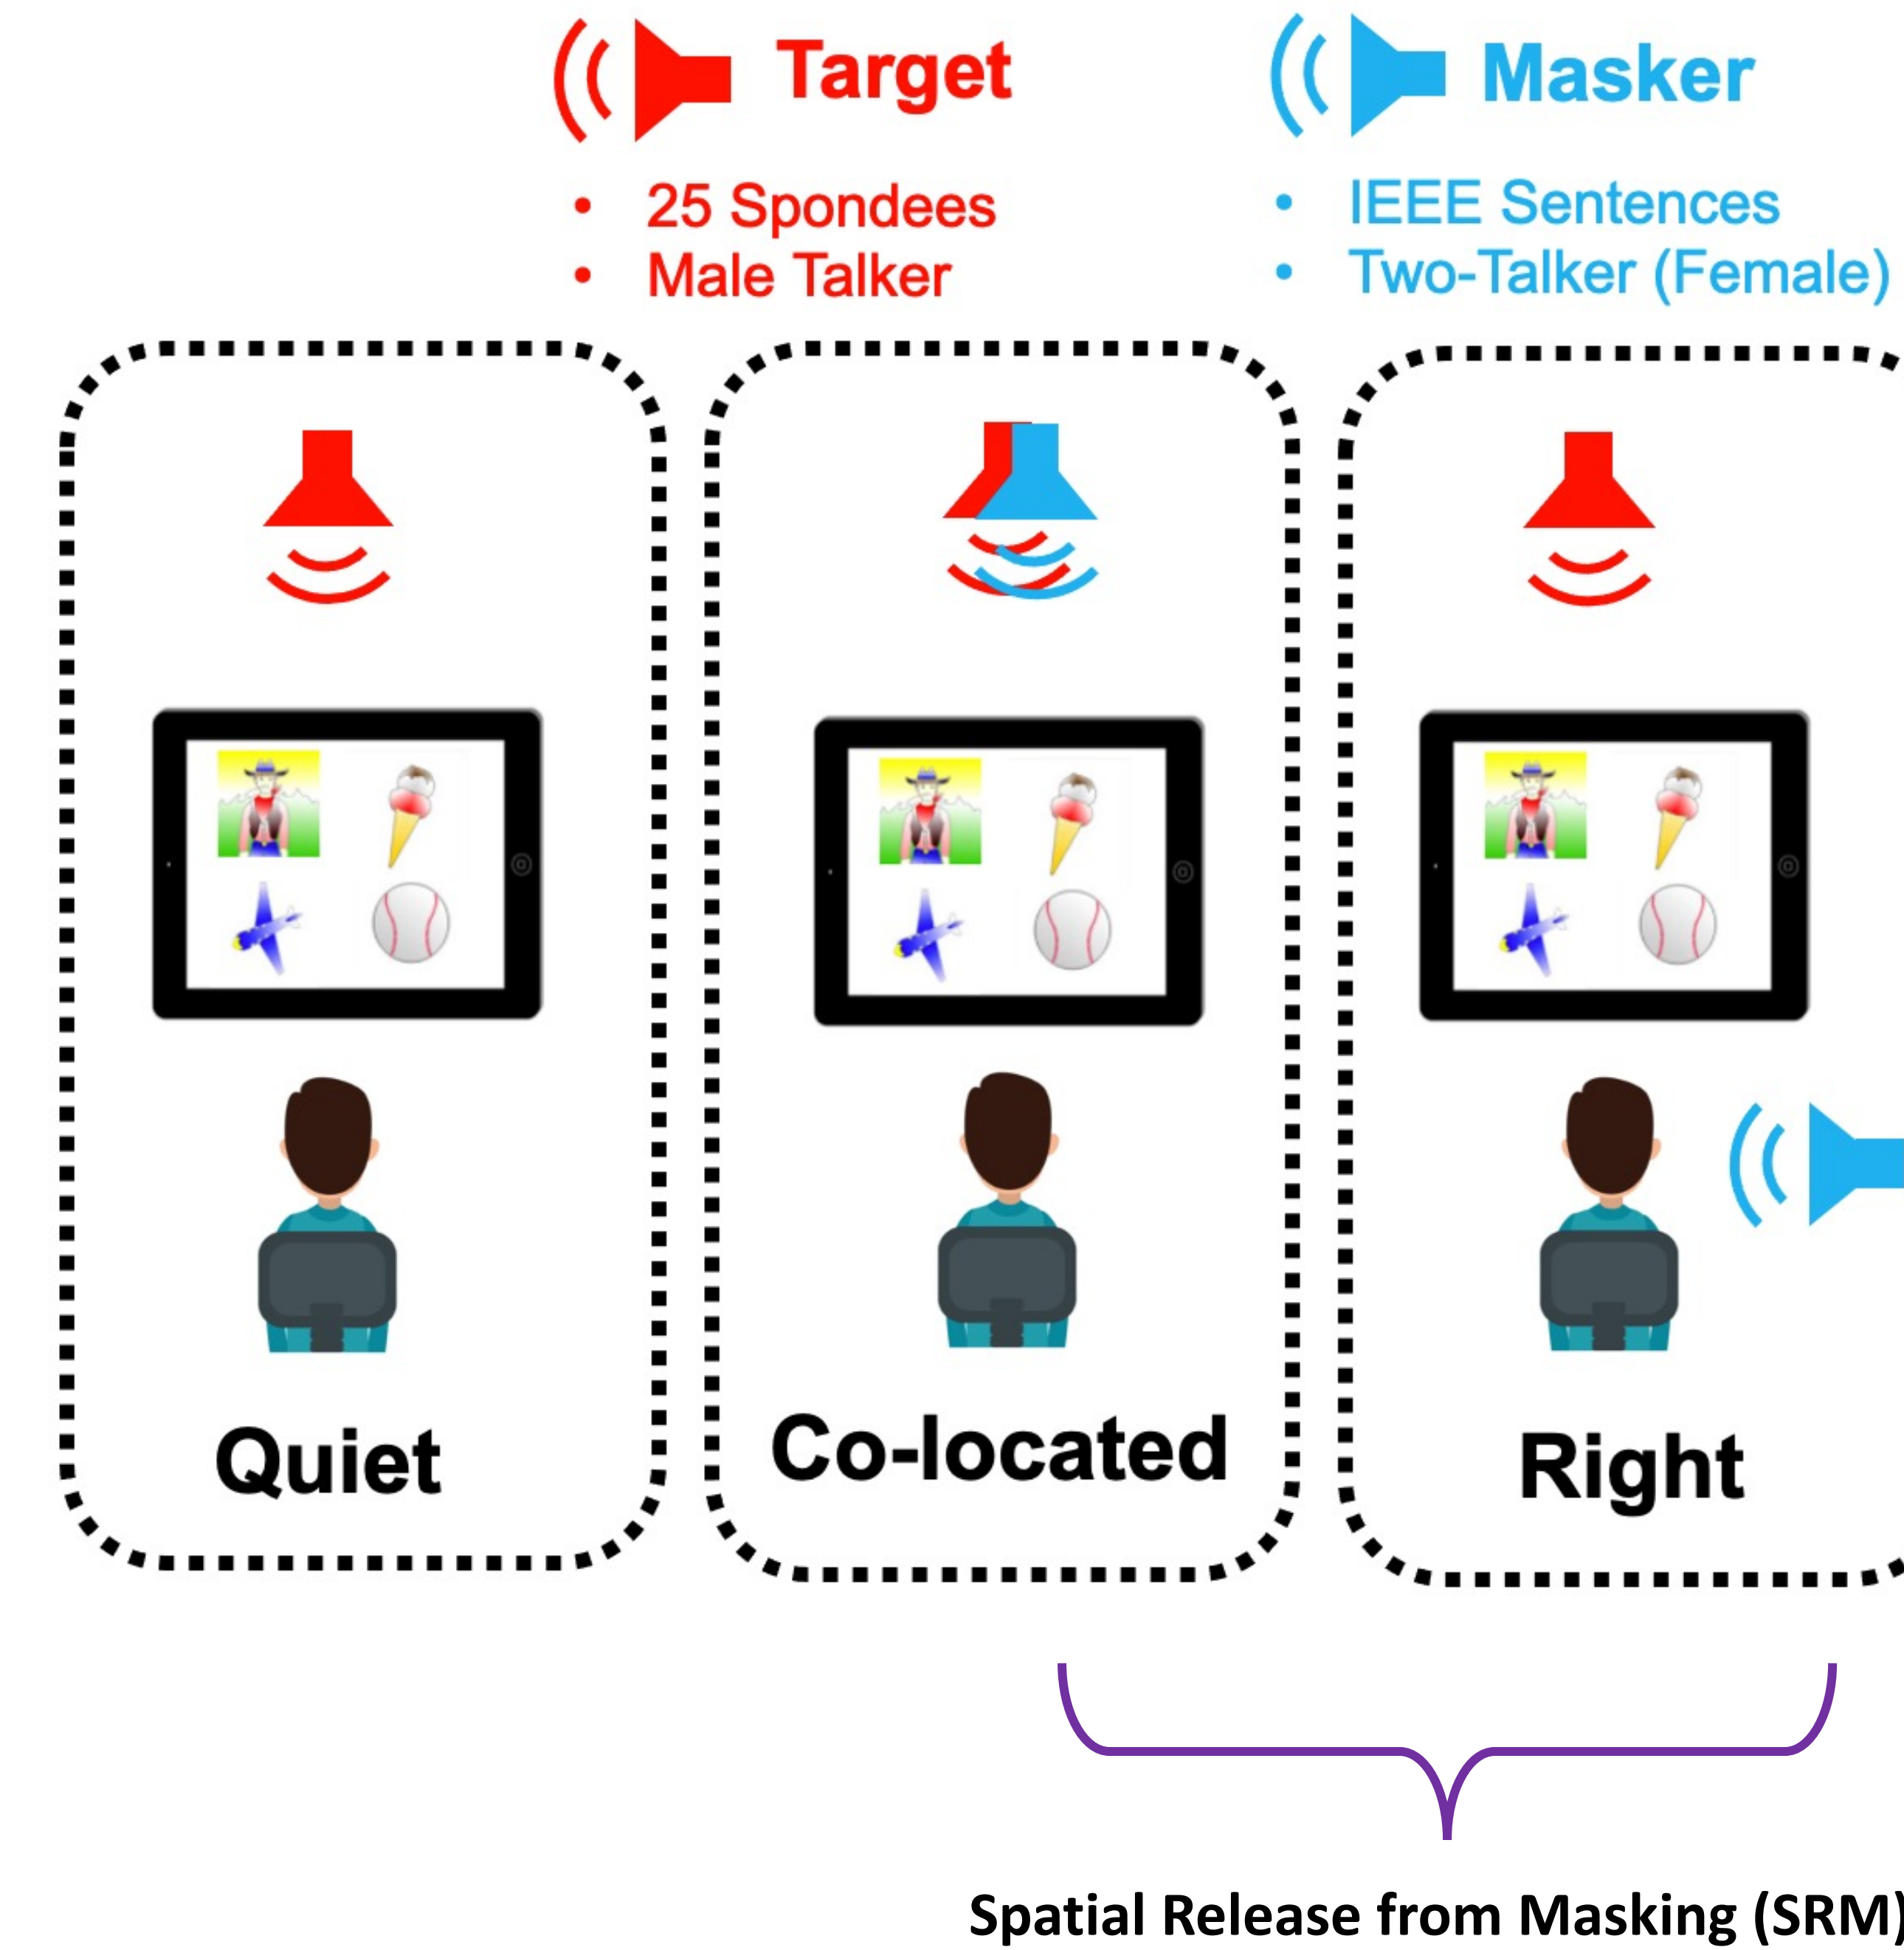 Target
Masker
• 25 Spondees
• Male Talker
• IEEE Sentences
• Two-Talker (Female)
Quiet
Co-located
Right
Spatial Release from Masking (SRM)